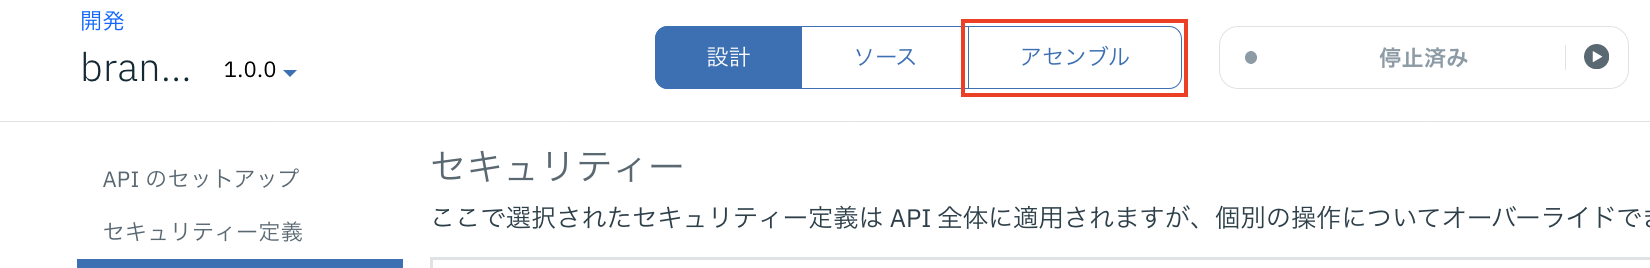 開発
bran...
1.0.0
設計
ソース
アセンブル
停止済み
API のセットアップ
セキュリティー定義
セキュリティー
ここで選択されたセキュリティー定義は API 全体に適用されますが、個別の操作についてオーバーライドで